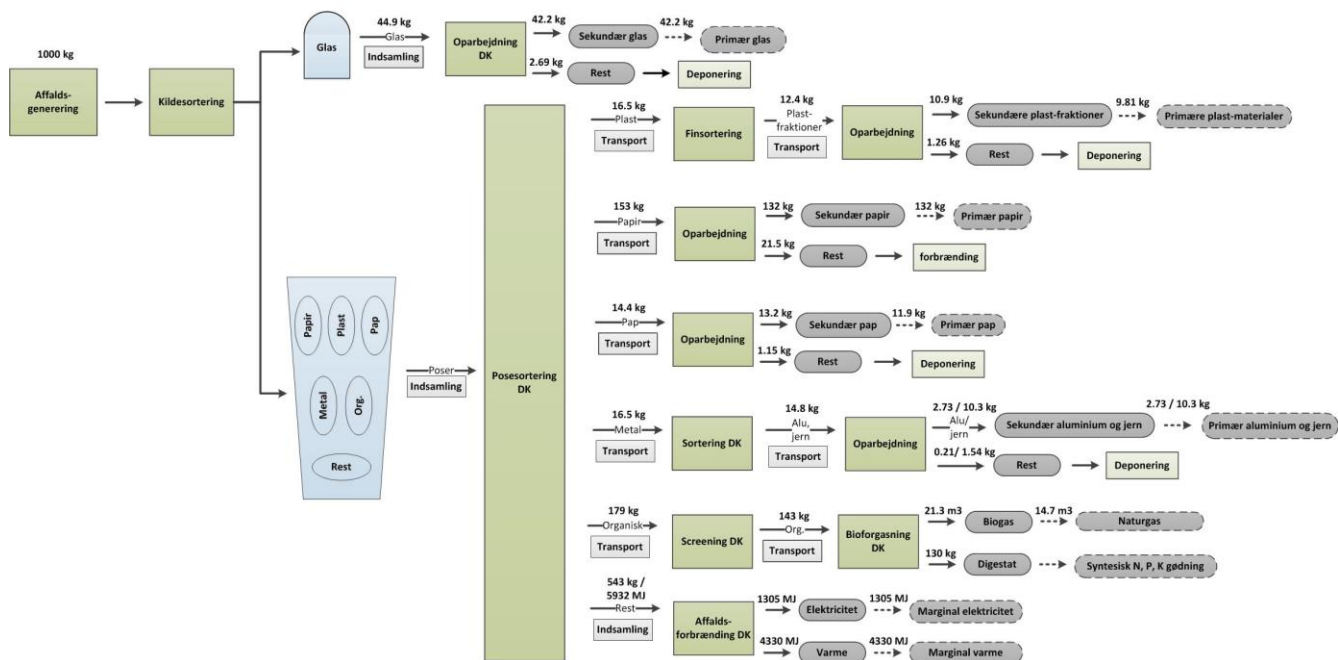 1000 kg
Affalds-
generering
Kildesortering
Glas
44.9 kg
Glas
Indsamling
Oparbejdning
DK
42.2 kg
Sekundær glas
42.2 kg
Primær glas
2.69 kg
Rest
Deponering
Papir
Plast
Pap
Metal
Org.
Rest
Poser
Indsamling
Posesortering
DK
16.5 kg
Plast
Transport
Finsortering
12.4 kg
Plast-
fraktioner
Transport
Oparbejdning
10.9 kg
Sekundære plast-fraktioner
9.81 kg
Primære plast-materialer
1.26 kg
Rest
Deponering
153 kg
Papir
Transport
Oparbejdning
132 kg
Sekundær papir
132 kg
Primær papir
21.5 kg
Rest
forbrænding
14.4 kg
Pap
Transport
Oparbejdning
13.2 kg
Sekundær pap
11.9 kg
Primær pap
1.15 kg
Rest
Deponering
16.5 kg
Metal
Transport
Sortering DK
14.8 kg
Alu,
jern
Transport
Oparbejdning
2.73 / 10.3 kg
Alu/
jern
Sekundær aluminium og jern
2.73 / 10.3 kg
Primær aluminium og jern
0.21/ 1.54 kg
Rest
Deponering
179 kg
Organisk
Transport
Screening DK
143 kg
Org.
Transport
Bioforgasning
DK
21.3 m3
Biogas
14.7 m3
Naturgas
130 kg
Digestat
Syntesisk N, P, K gødning
543 kg /
5932 MJ
Rest
Indsamling
Affalds-
forbrænding DK
1305 MJ
Elektricitet
1305 MJ
Marginal elektricitet
4330 MJ
Varme
4330 MJ
Marginal varme